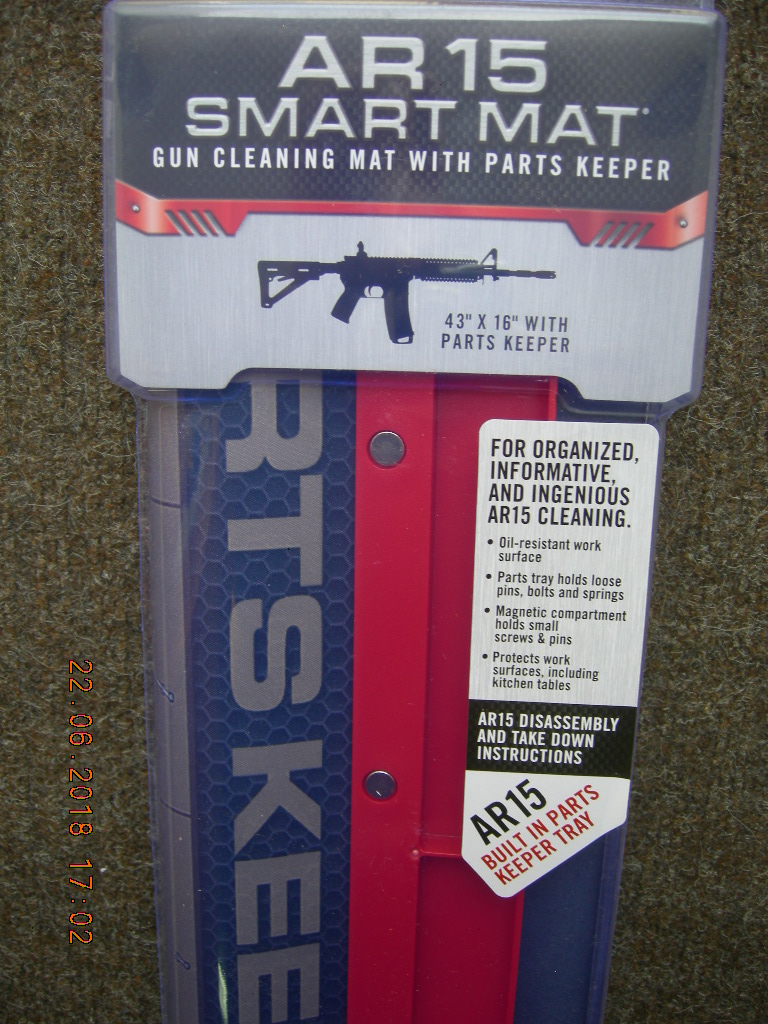 AR15
SMART MAT®
GUN CLEANING MAT WITH PARTS KEEPER
43" X 16" WITH
PARTS KEEPER
RTS KEE
FOR ORGANIZED,
INFORMATIVE,
AND INGENIOUS
AR15 CLEANING.
• Oil-resistant work
surface
• Parts tray holds loose
pins, bolts and springs
• Magnetic compartment
holds small
screws & pins
• Protects work
surfaces, including
kitchen tables
AR15 DISASSEMBLY
AND TAKE DOWN
INSTRUCTIONS
AR15
BUILT IN PARTS
KEEPER TRAY
22.06.2018 17:02